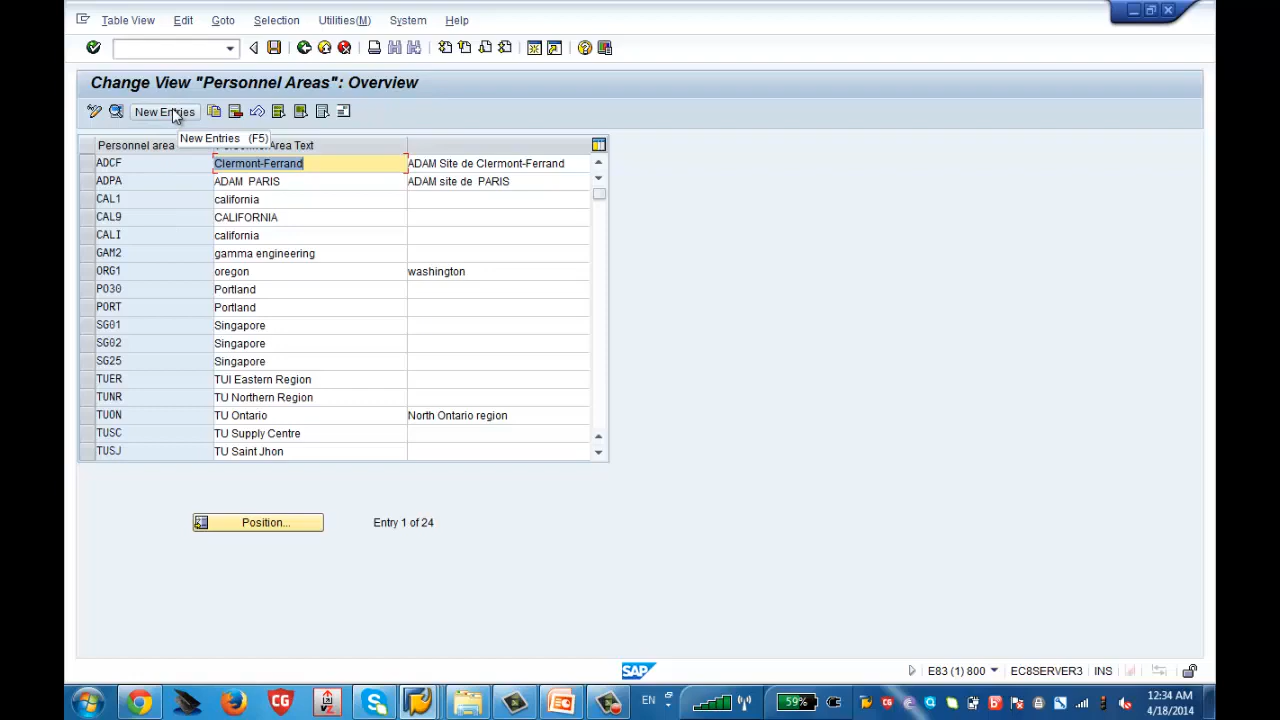 Table View Edit Goto Selection Utilities(M) System Help
Change View "Personnel Areas": Overview
New Entries
New Entries (F5)
Personnel area Area Text
ADCF Clermont-Ferrand ADAM Site de Clermont-Ferrand
ADPA ADAM PARIS ADAM site de PARIS
CAL1 california
CAL9 CALIFORNIA
CALI california
GAM2 gamma engineering
ORG1 oregon washington
PO30 Portland
PORT Portland
SG01 Singapore
SG02 Singapore
SG25 Singapore
TUER TUI Eastern Region
TUNR TU Northern Region
TUON TU Ontario North Ontario region
TUSC TU Supply Centre
TUSJ TU Saint Jhon
Position... Entry 1 of 24
SAP E83 (1) 800 EC8SERVER3 INS
CG EN 59% 12:34 AM
4/18/2014